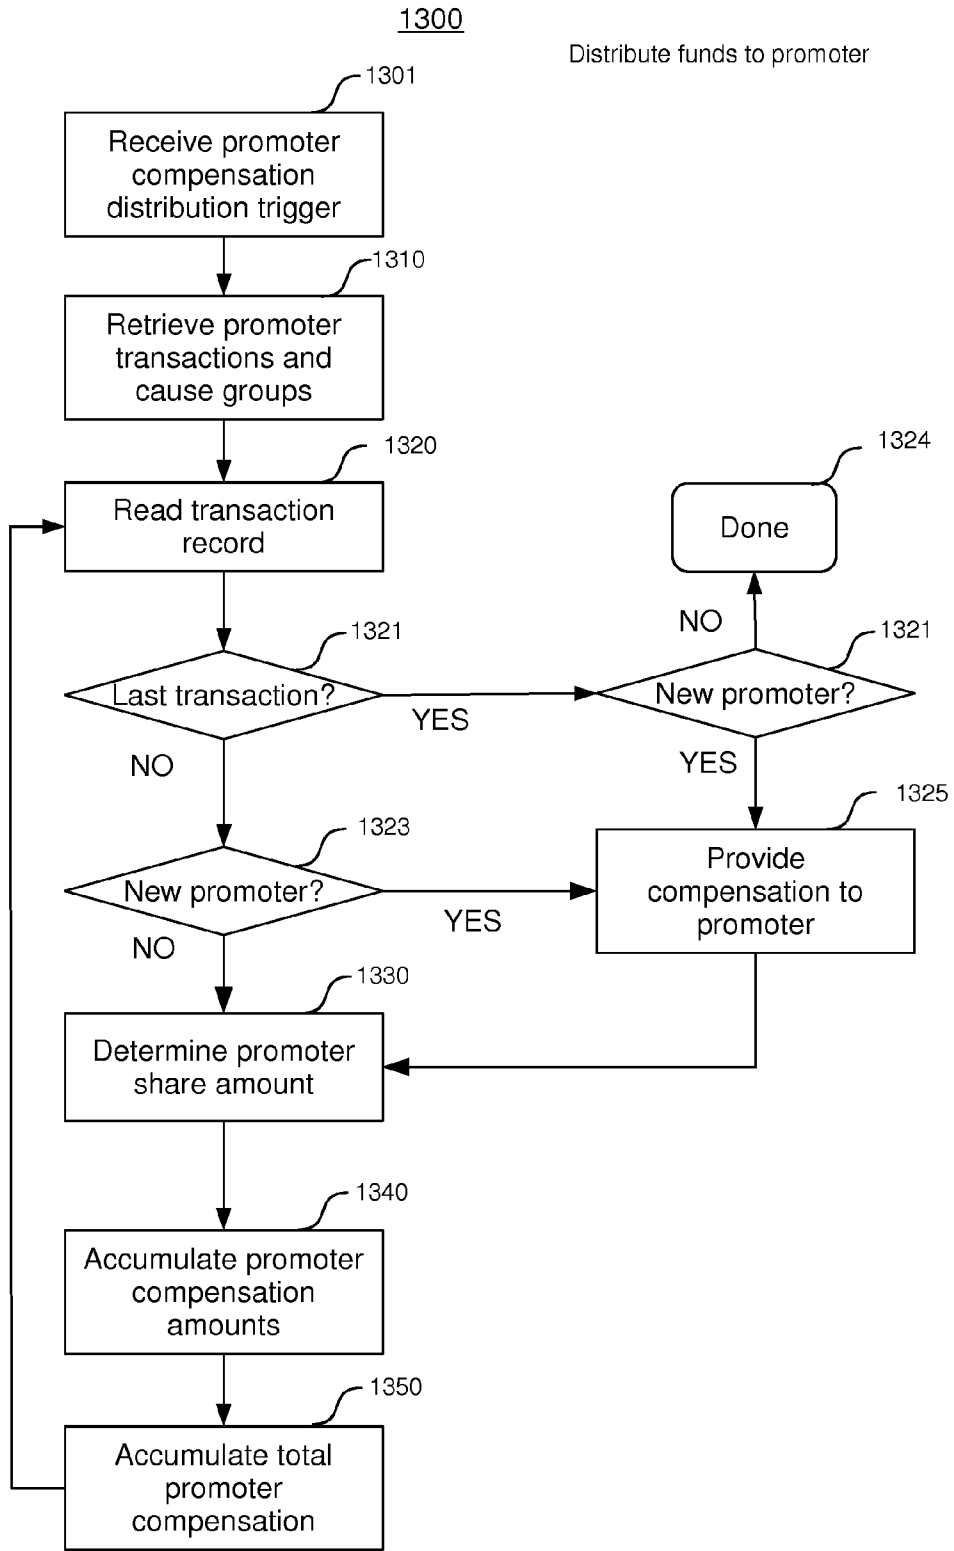 1300
Distribute funds to promoter
1301
Receive promoter
compensation
distribution trigger
1310
Retrieve promoter
transactions and
cause groups
1320
Read transaction
record
1324
Done
NO
1321
Last transaction?
YES
1321
New promoter?
NO
YES
1323
New promoter?
YES
1325
Provide
compensation to
promoter
NO
1330
Determine promoter
share amount
1340
Accumulate promoter
compensation
amounts
1350
Accumulate total
promoter
compensation